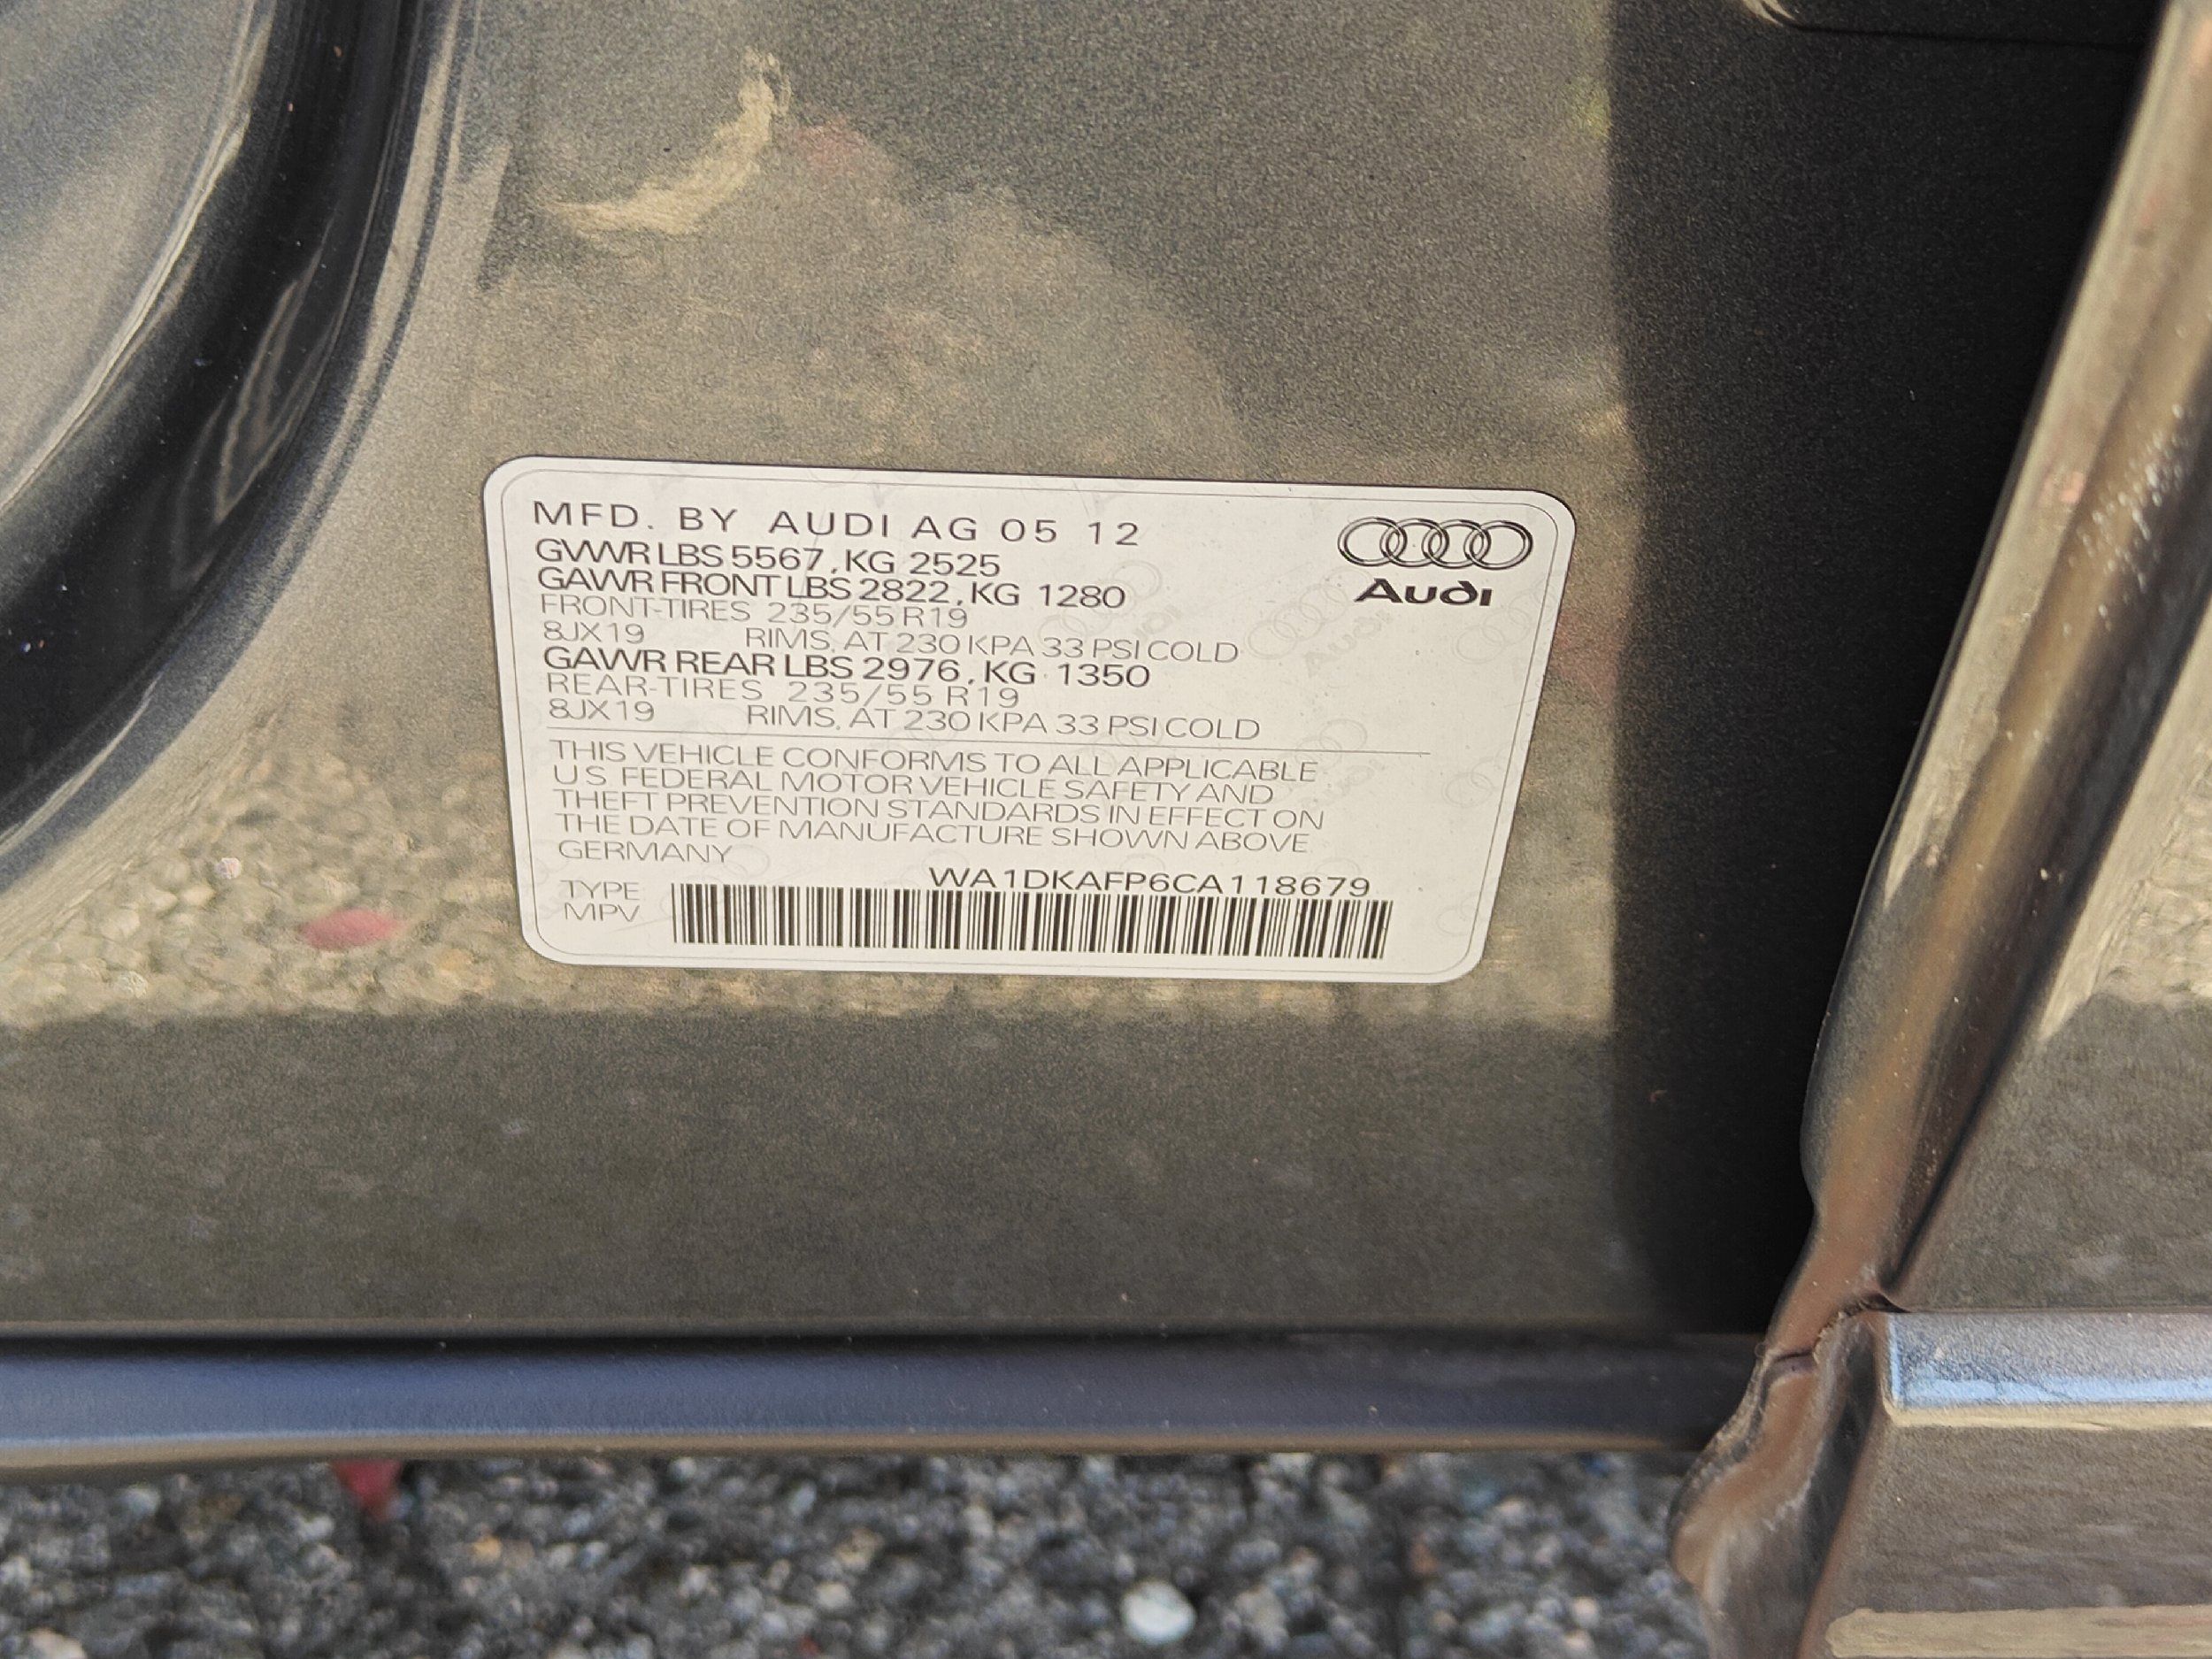 MFD. BY AUDI AG 05 12
GVWR LBS 5567, KG 2525
GAWR FRONT LBS 2822, KG 1280
FRONT-TIRES 235/55 R19
8JX19 RIMS, AT 230 KPA 33 PSI COLD
GAWR REAR LBS 2976, KG 1350
REAR-TIRES 235/55 R19
8JX19 RIMS, AT 230 KPA 33 PSI COLD
Audi
THIS VEHICLE CONFORMS TO ALL APPLICABLE
U.S. FEDERAL MOTOR VEHICLE SAFETY AND
THEFT PREVENTION STANDARDS IN EFFECT ON
THE DATE OF MANUFACTURE SHOWN ABOVE
GERMANY
WA1DKAFP6CA118679
TYPE
MPV